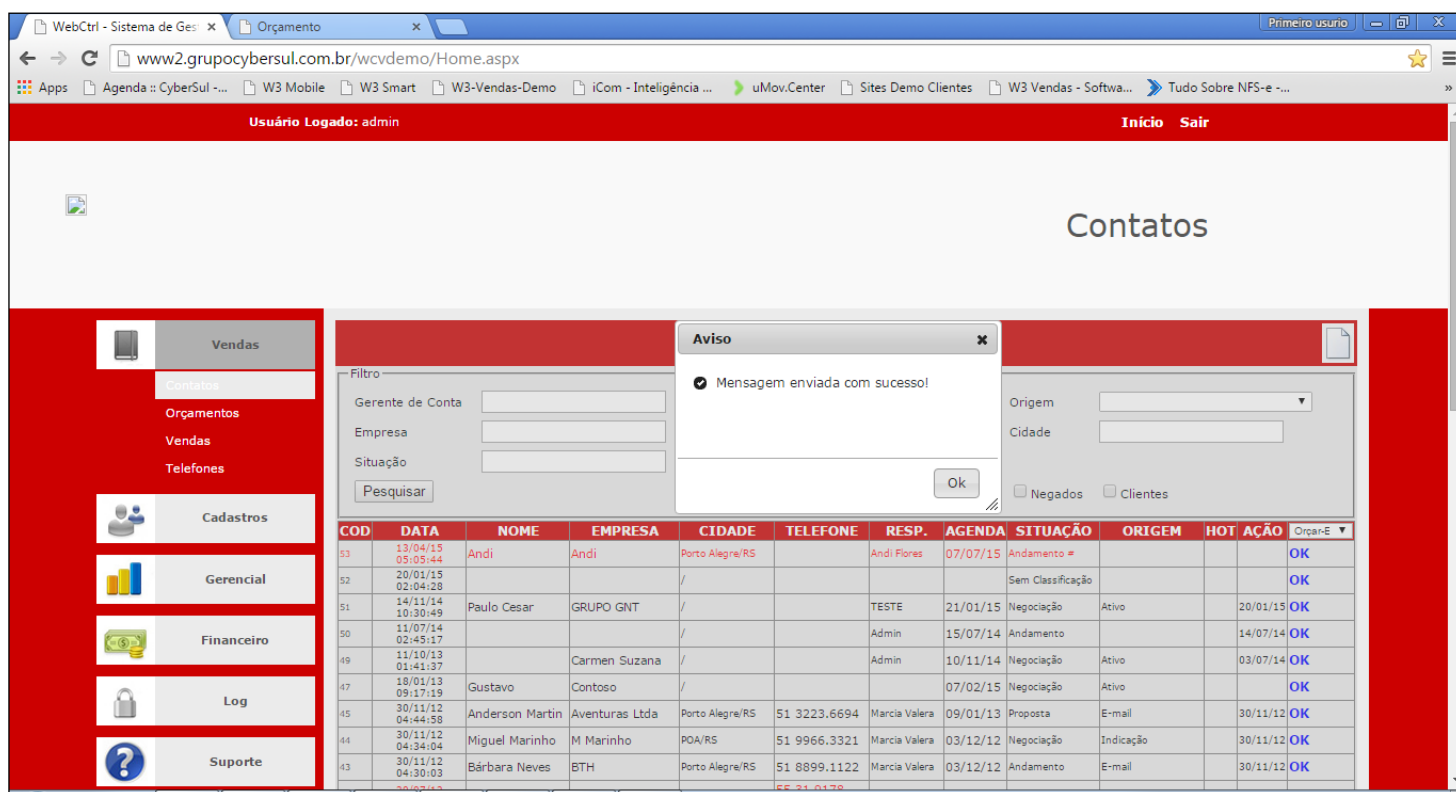 WebCtrl - Sistema de Ges
Orçamento
Primeiro usurio
www2.grupocybersul.com.br/wcvdemo/Home.aspx
Apps Agenda :: CyberSul -... W3 Mobile W3 Smart W3-Vendas-Demo iCom - Inteligência ... uMov.Center Sites Demo Clientes W3 Vendas - Softwa... Tudo Sobre NFS-e -... »
Usuário Logado: admin Início Sair
Contatos
Vendas
Contatos
Orçamentos
Vendas
Telefones
Cadastros
Gerencial
Financeiro
Log
Suporte
Aviso
Mensagem enviada com sucesso!
Ok
Filtro
Gerente de Conta Origem
Empresa Cidade
Situação
Pesquisar Negados Clientes
COD DATA NOME EMPRESA CIDADE TELEFONE RESP. AGENDA SITUAÇÃO ORIGEM HOT AÇÃO Orçar-E
53 13/04/15 05:05:44 Andi Andi Porto Alegre/RS Andi Flores 07/07/15 Andamento # OK
52 20/01/15 02:04:28 / Sem Classificação OK
51 14/11/14 10:30:49 Paulo Cesar GRUPO GNT / TESTE 21/01/15 Negociação Ativo 20/01/15 OK
50 11/07/14 02:45:17 / Admin 15/07/14 Andamento 14/07/14 OK
49 11/10/13 01:41:37 Carmen Suzana / Admin 10/11/14 Negociação Ativo 03/07/14 OK
47 18/01/13 09:17:19 Gustavo Contoso / 07/02/15 Negociação Ativo OK
45 30/11/12 04:44:58 Anderson Martin Aventuras Ltda Porto Alegre/RS 51 3223.6694 Marcia Valera 09/01/13 Proposta E-mail 30/11/12 OK
44 30/11/12 04:34:04 Miguel Marinho M Marinho POA/RS 51 9966.3321 Marcia Valera 03/12/12 Negociação Indicação 30/11/12 OK
43 30/11/12 04:30:03 Bárbara Neves BTH Porto Alegre/RS 51 8899.1122 Marcia Valera 03/12/12 Andamento E-mail 30/11/12 OK